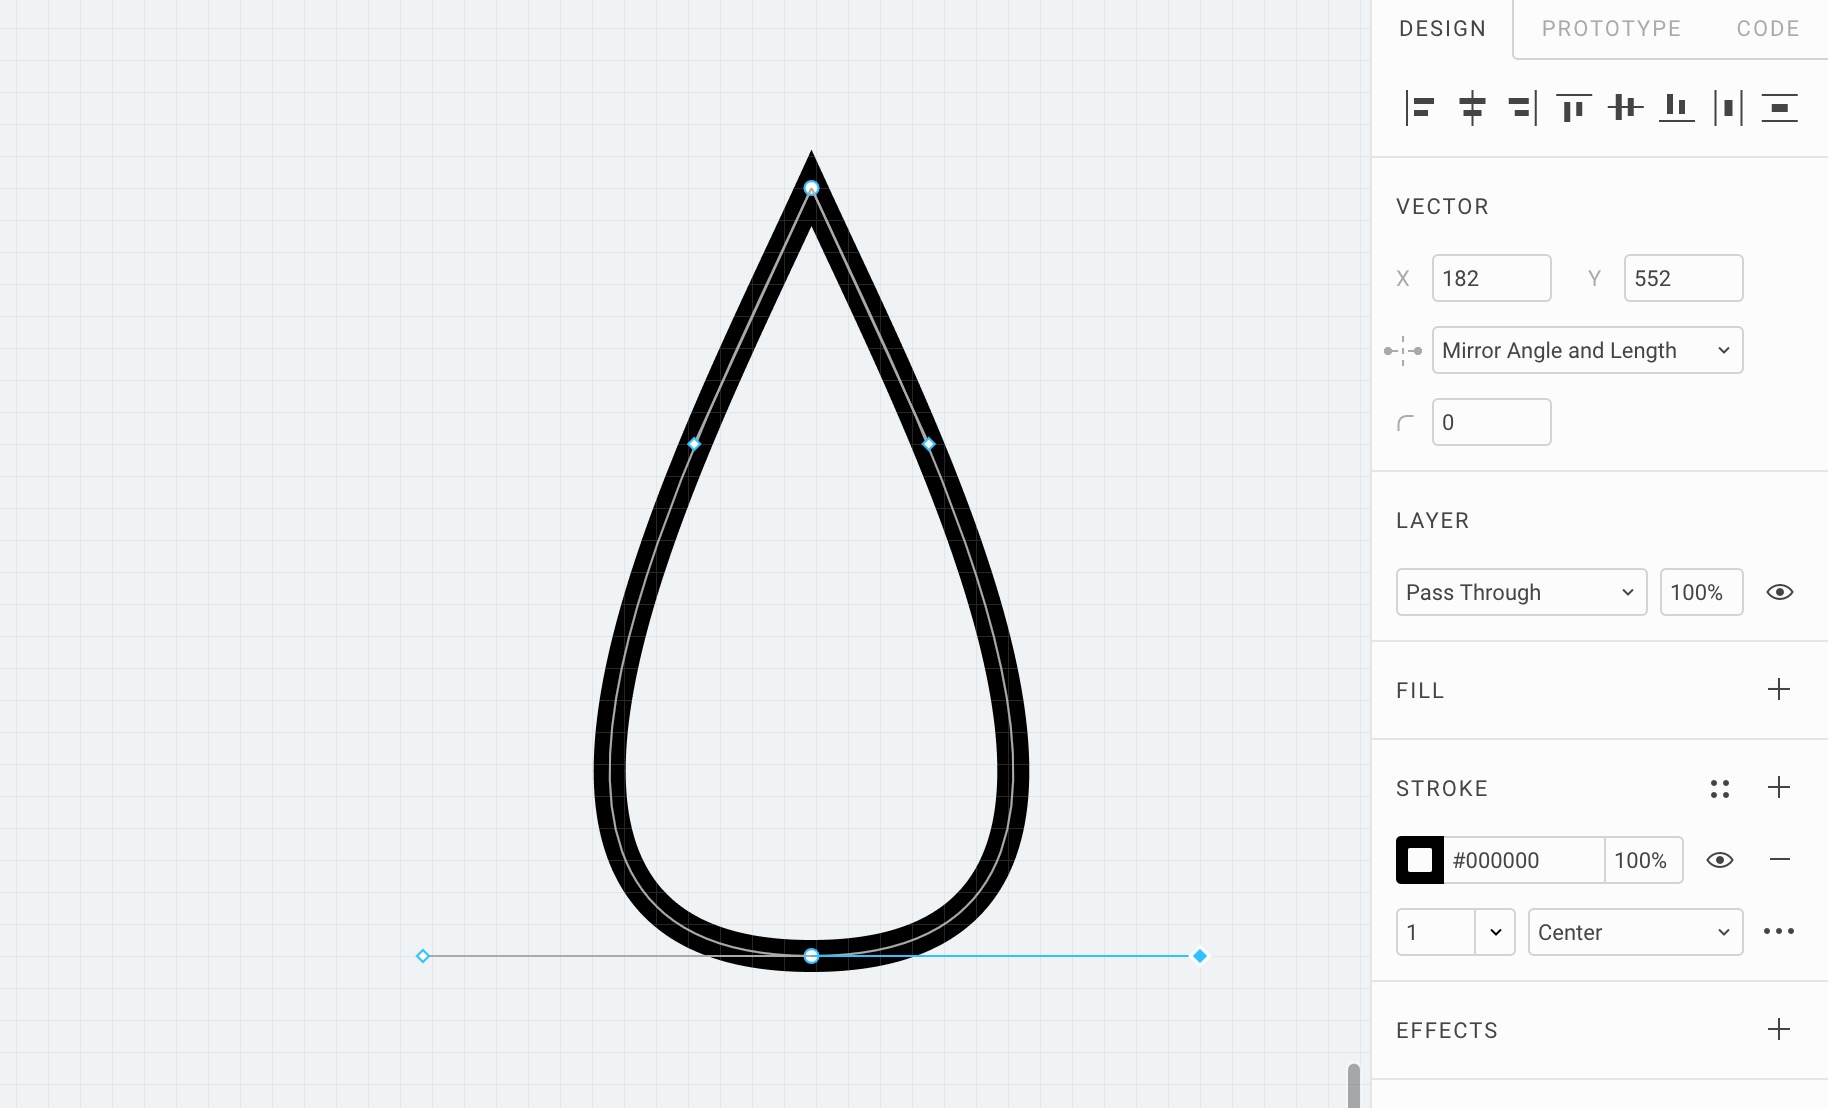 DESIGN PROTOTYPE CODE
VECTOR
X 182 Y 552
Mirror Angle and Length
0
LAYER
Pass Through 100%
FILL
STROKE
#000000 100%
1 Center
EFFECTS